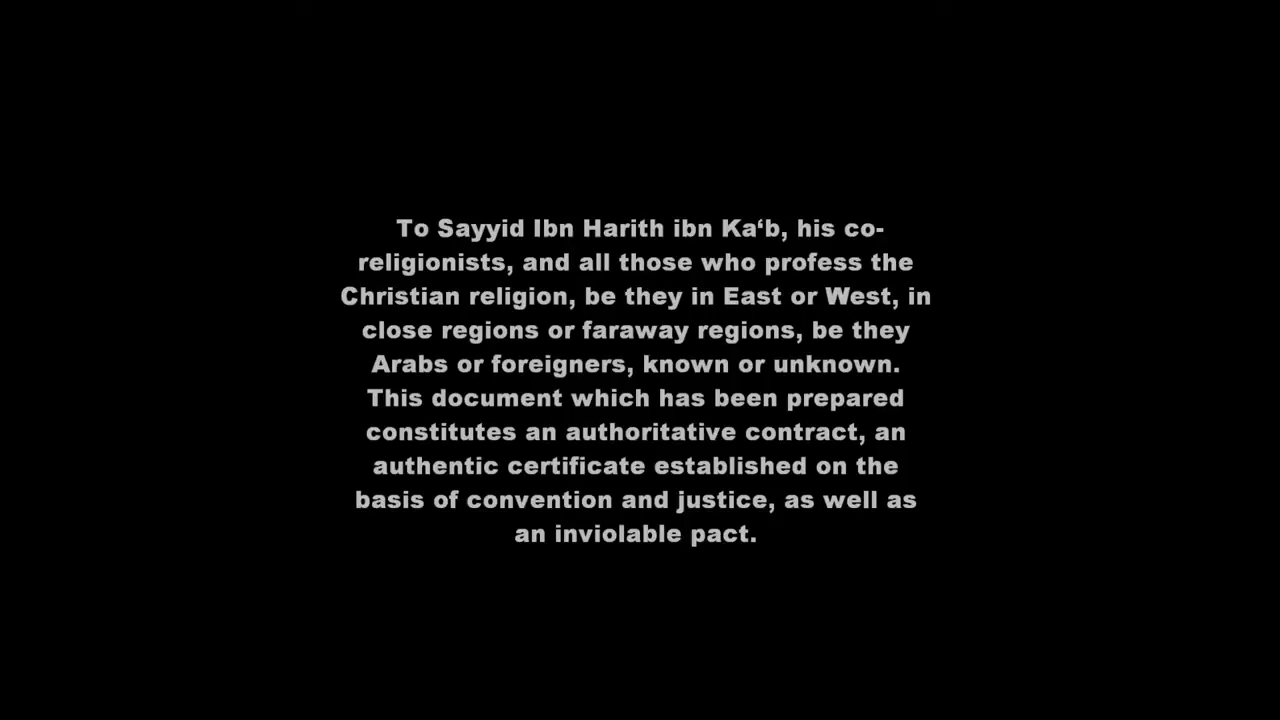 To Sayyid Ibn Harith ibn Ka‘b, his co-
religionists, and all those who profess the
Christian religion, be they in East or West, in
close regions or faraway regions, be they
Arabs or foreigners, known or unknown.
This document which has been prepared
constitutes an authoritative contract, an
authentic certificate established on the
basis of convention and justice, as well as
an inviolable pact.